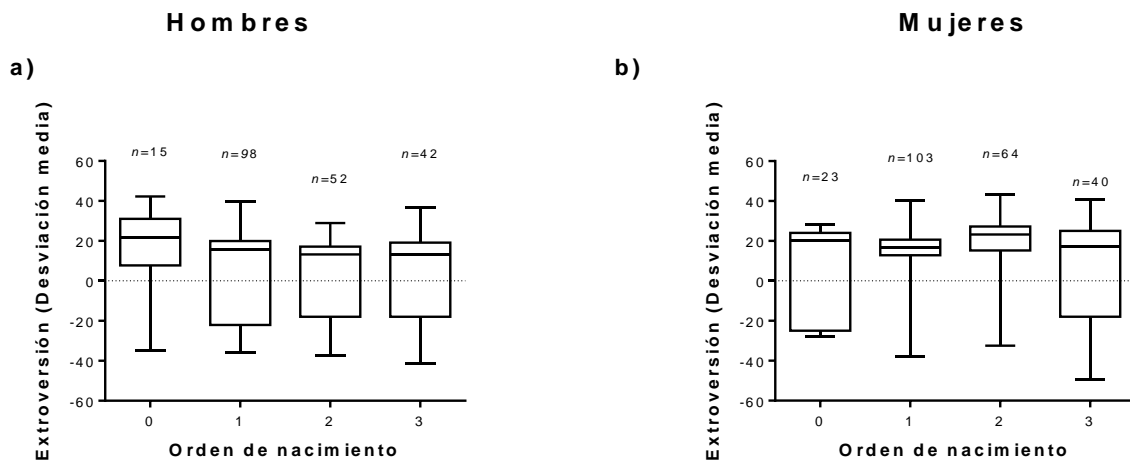 Hombres
Mujeres
a)
b)
Extroversión (Desviación media)
60
40
20
0
-20
-40
-60
n=15
n=98
n=52
n=42
0
1
2
3
Orden de nacimiento
Extroversión (Desviación media)
60
40
20
0
-20
-40
-60
n=23
n=103
n=64
n=40
0
1
2
3
Orden de nacimiento